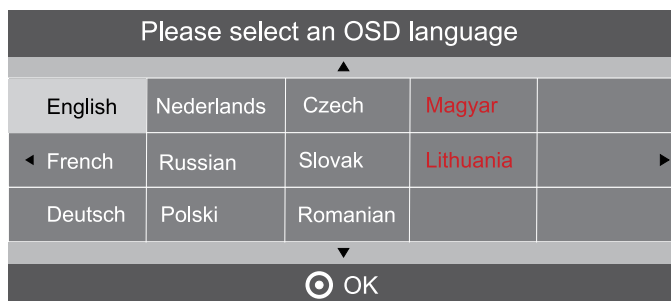 Please select an OSD language
English Nederlands Czech Magyar
French Russian Slovak Lithuania
Deutsch Polski Romanian
OK